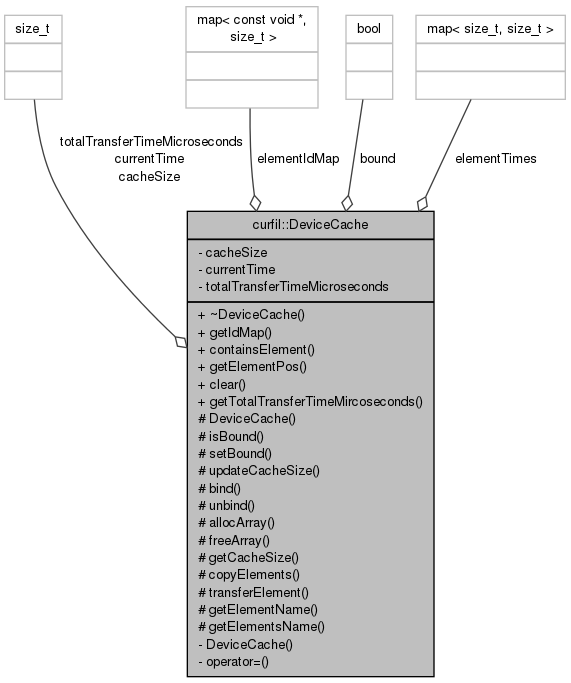 size_t
map< const void *,
size_t >
bool
map< size_t, size_t >
totalTransferTimeMicroseconds
currentTime
cacheSize
elementIdMap
bound
elementTimes
curfil::DeviceCache
- cacheSize
- currentTime
- totalTransferTimeMicroseconds
+ ~DeviceCache()
+ getIdMap()
+ containsElement()
+ getElementPos()
+ clear()
+ getTotalTransferTimeMircoseconds()
# DeviceCache()
# isBound()
# setBound()
# updateCacheSize()
# bind()
# unbind()
# allocArray()
# freeArray()
# getCacheSize()
# copyElements()
# transferElement()
# getElementName()
# getElementsName()
- DeviceCache()
- operator=()